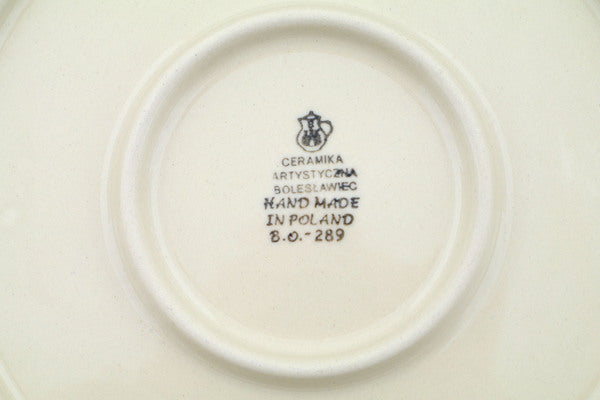 CERAMIKA
ARTYSTYCZNA
BOLESŁAWIEC
HAND MADE
IN POLAND
B.O.-289